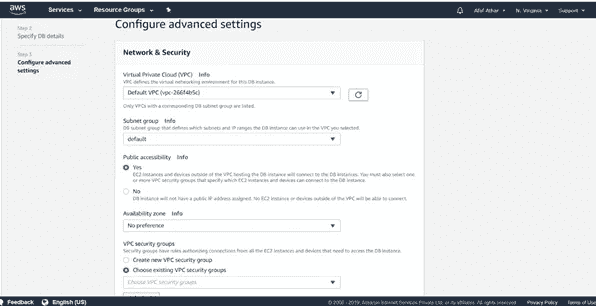 aws
Services
Resource Groups
Afaf Athar
N. Virginia
Support
Step 2
Specify DB details
Step 3
Configure advanced
settings
Configure advanced settings
Network & Security
Virtual Private Cloud (VPC) Info
VPC defines the virtual networking environment for this DB instance.
Default VPC (vpc-266f4b5c)
Only VPCs with a corresponding DB subnet group are listed.
Subnet group Info
DB subnet group that defines which subnets and IP ranges the DB instance can use in the VPC you selected.
default
Public accessibility Info
Yes
EC2 instances and devices outside of the VPC hosting the DB instance will connect to the DB instances. You must also select one
or more VPC security groups that specify which EC2 instances and devices can connect to the DB instance.
No
DB instance will not have a public IP address assigned. No EC2 instance or devices outside of the VPC will be able to connect.
Availability zone Info
No preference
VPC security groups
Security groups have rules authorizing connections from all the EC2 instances and devices that need to access the DB instance.
Create new VPC security group
Choose existing VPC security groups
Choose VPC security groups
Feedback
English (US)
© 2008 - 2019, Amazon Internet Services Private Ltd. or its affiliates. All rights reserved.
Privacy Policy
Terms of Use